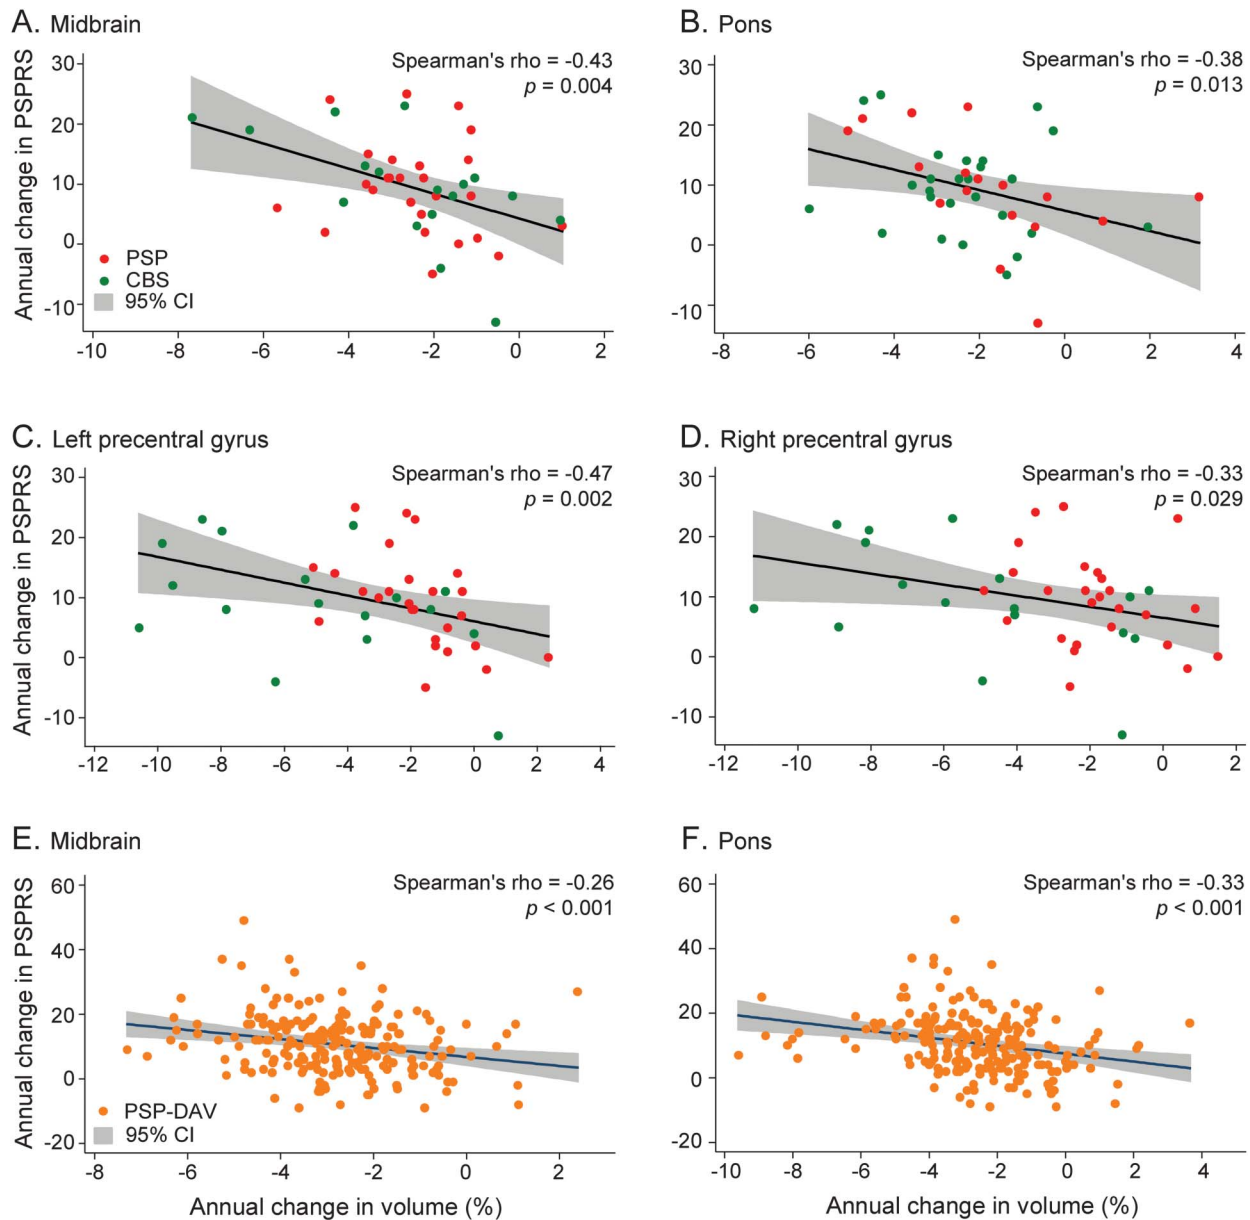 A. Midbrain
Spearman's rho = -0.43
p = 0.004
Annual change in PSPRS
30
20
10
0
-10
PSP
CBS
95% CI
-10 -8 -6 -4 -2 0 2
B. Pons
Spearman's rho = -0.38
p = 0.013
30
20
10
0
-10
-8 -6 -4 -2 0 2 4
C. Left precentral gyrus
Spearman's rho = -0.47
p = 0.002
Annual change in PSPRS
30
20
10
0
-10
-12 -10 -8 -6 -4 -2 0 2 4
D. Right precentral gyrus
Spearman's rho = -0.33
p = 0.029
30
20
10
0
-10
-12 -10 -8 -6 -4 -2 0 2
E. Midbrain
Spearman's rho = -0.26
p < 0.001
Annual change in PSPRS
60
40
20
0
-20
PSP-DAV
95% CI
-8 -6 -4 -2 0 2
Annual change in volume (%)
F. Pons
Spearman's rho = -0.33
p < 0.001
60
40
20
0
-20
-10 -8 -6 -4 -2 0 2 4
Annual change in volume (%)